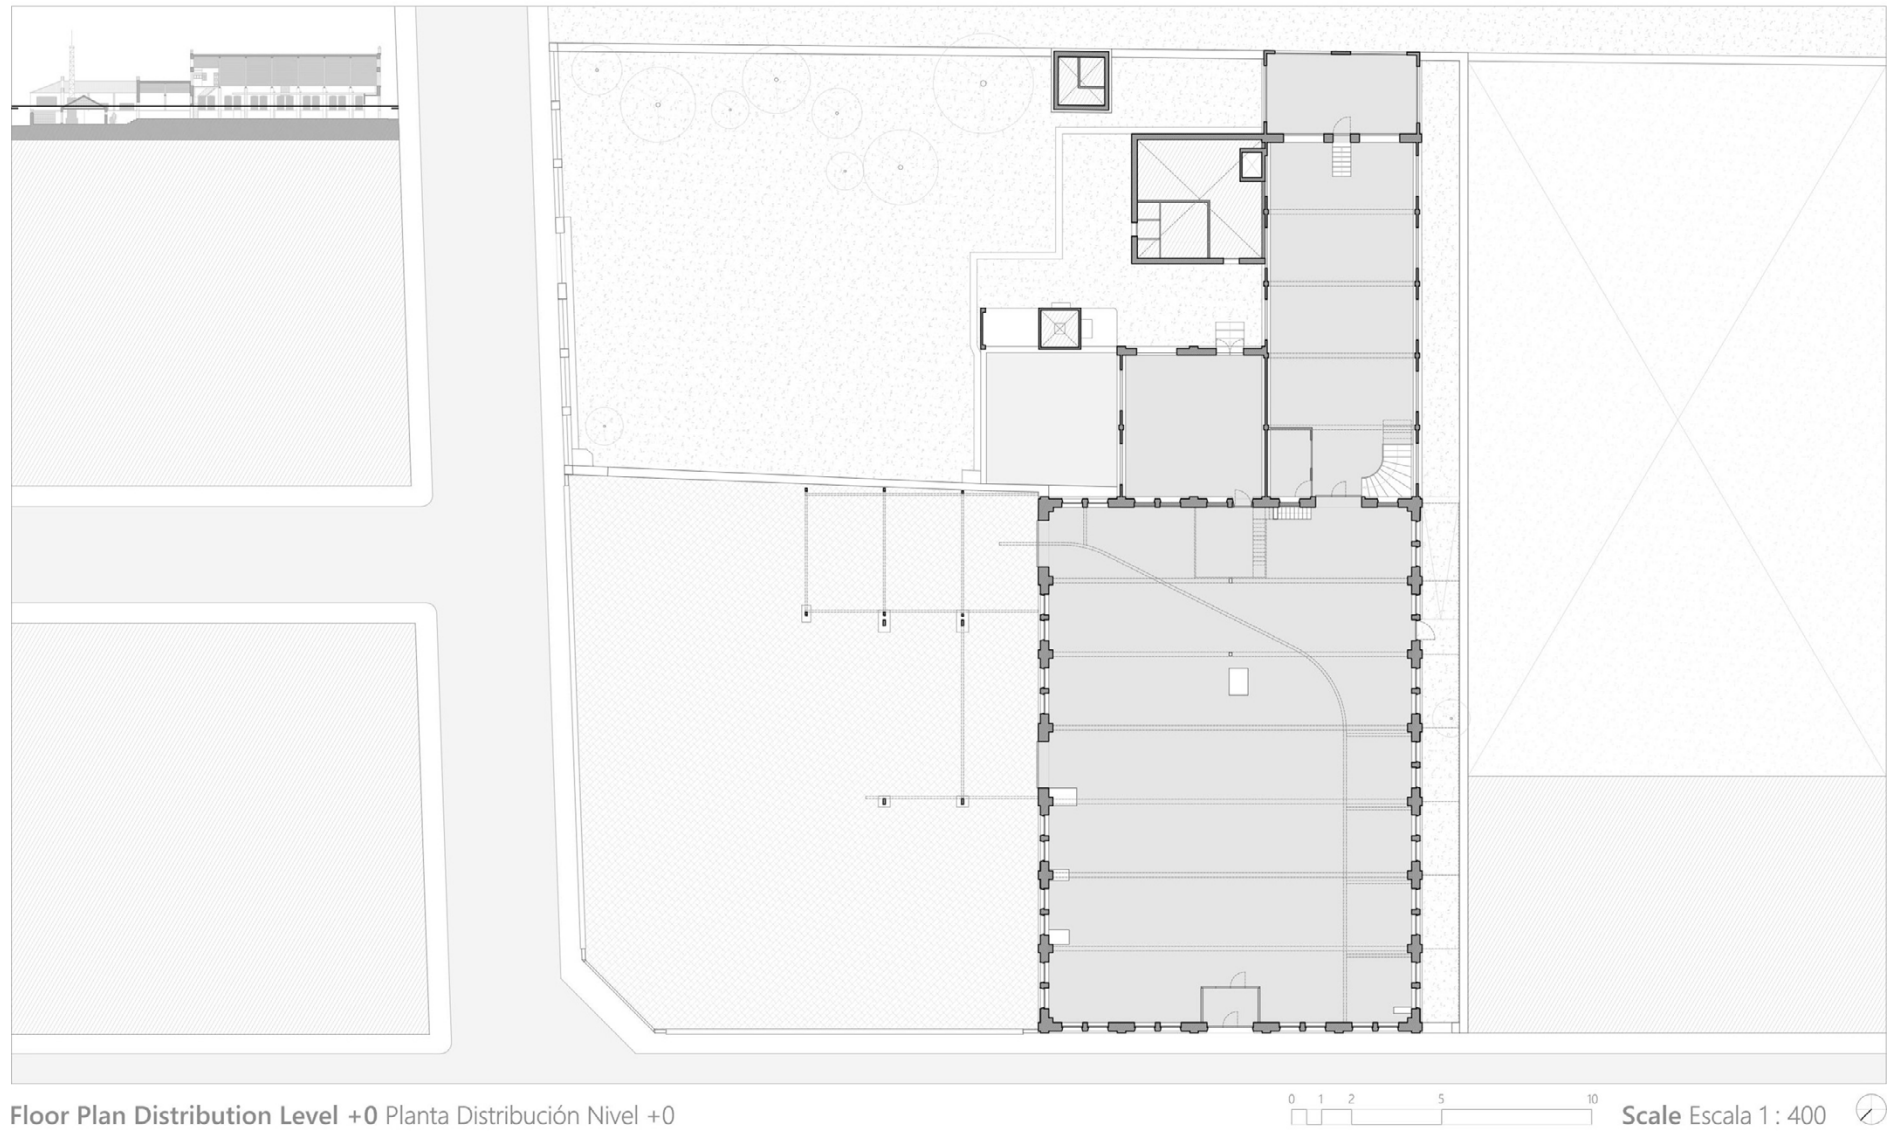 0 1 2 5 10
Floor Plan Distribution Level +0 Planta Distribución Nivel +0
Scale Escala 1 : 400